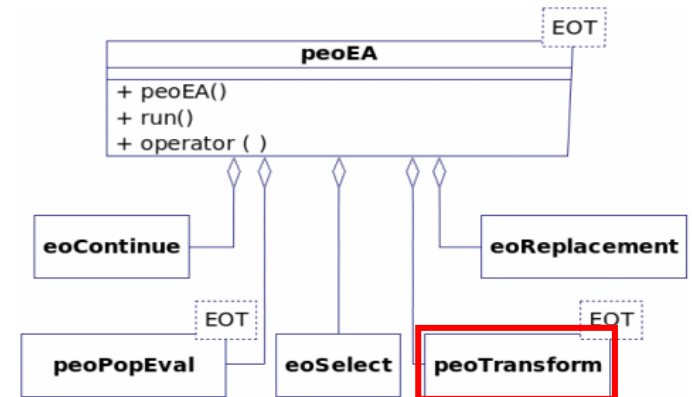 EOT
peoEA
+ peoEA()
+ run()
+ operator ( )
eoContinue
eoReplacement
EOT
EOT
peoPopEval
eoSelect
peoTransform